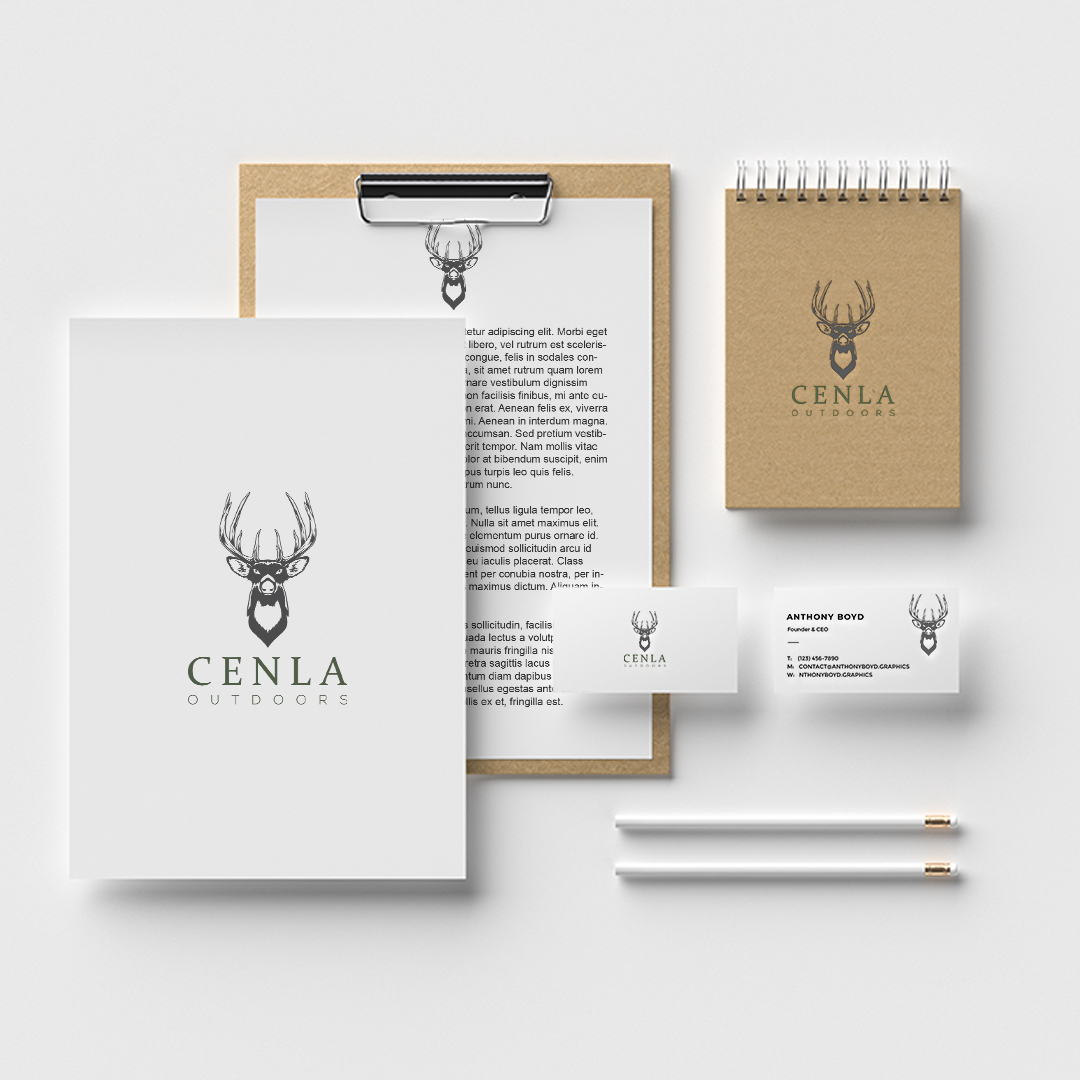 CENLA
OUTDOORS
tetur adipiscing elit. Morbi eget
libero, vel rutrum est sceleris-
congue, felis in sodales con-
, sit amet rutrum quam lorem
nare vestibulum dignissim
on facilisis finibus, mi ante cu-
n erat. Aenean felis ex, viverra
mi. Aenean in interdum magna.
ccumsan. Sed pretium vestib-
erit tempor. Nam mollis vitae
olor at bibendum suscipit, enim
pus turpis leo quis felis.
rum nunc.
um, tellus ligula tempor leo,
Nulla sit amet maximus elit.
elementum purus ornare id.
euismod sollicitudin arcu id
eu iaculis placerat. Class
ent per conubia nostra, per in-
maximus dictum. Aliquam in-
s sollicitudin, facilis
uada lectus a volutp
mauris fringilla nis
retra sagittis lacus
ntum diam dapibus
sellus egestas ant
lis ex et, fringilla est.
CENLA
OUTDOORS
CENLA
OUTDOORS
ANTHONY BOYD
Founder & CEO
T: (123) 456-7890
M: CONTACT@ANTHONYBOYD.GRAPHICS
W: NTHONYBOYD.GRAPHICS